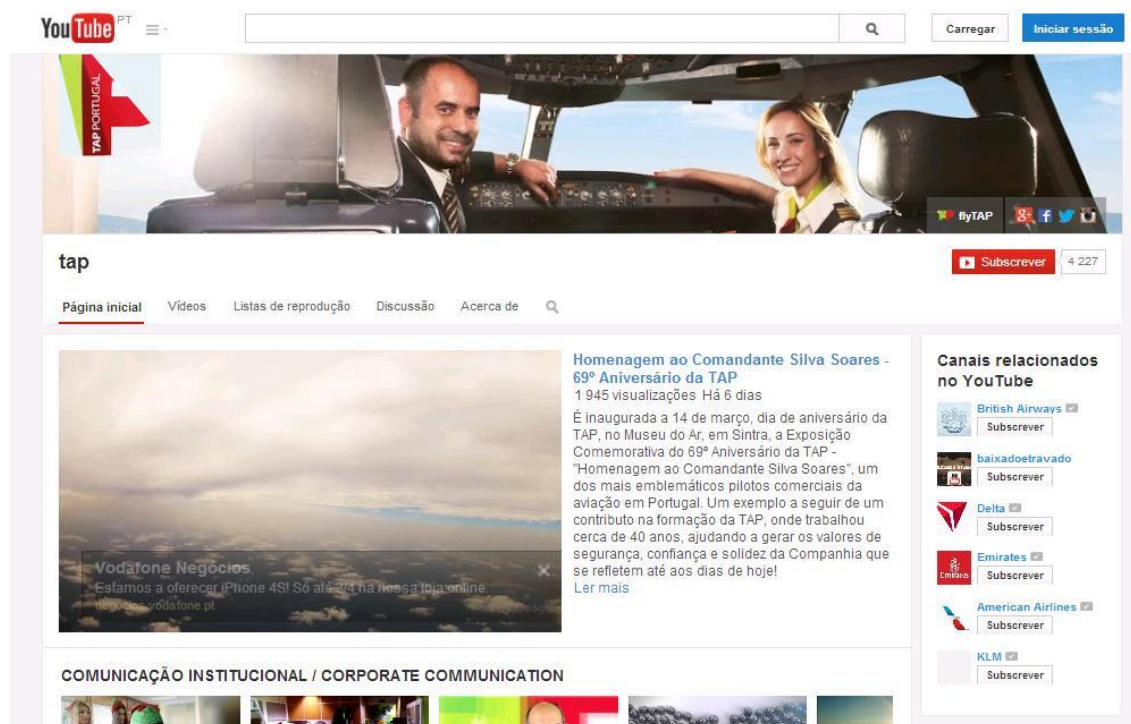 YouTube PT
Carregar
Iniciar sessão
TAP PORTUGAL
flyTAP
tap
Subscrever
4 227
Página inicial
Vídeos
Listas de reprodução
Discussão
Acerca de
Homenagem ao Comandante Silva Soares -
69º Aniversário da TAP
1 945 visualizações Há 6 dias
É inaugurada a 14 de março, dia de aniversário da
TAP, no Museu do Ar, em Sintra, a Exposição
Comemorativa do 69º Aniversário da TAP -
"Homenagem ao Comandante Silva Soares", um
dos mais emblemáticos pilotos comerciais da
aviação em Portugal. Um exemplo a seguir de um
contributo na formação da TAP, onde trabalhou
cerca de 40 anos, ajudando a gerar os valores de
segurança, confiança e solidez da Companhia que
se refletem até aos dias de hoje!
Ler mais
Vodafone Negócios
Estamos a oferecer iPhone 4S! Só até 2/4 na nossa loja online.
negocios.vodafone.pt
Canais relacionados
no YouTube
British Airways
Subscrever
baixadoetravado
Subscrever
Delta
Subscrever
Emirates
Emirates
Subscrever
American Airlines
Subscrever
KLM
Subscrever
COMUNICAÇÃO INSTITUCIONAL / CORPORATE COMMUNICATION